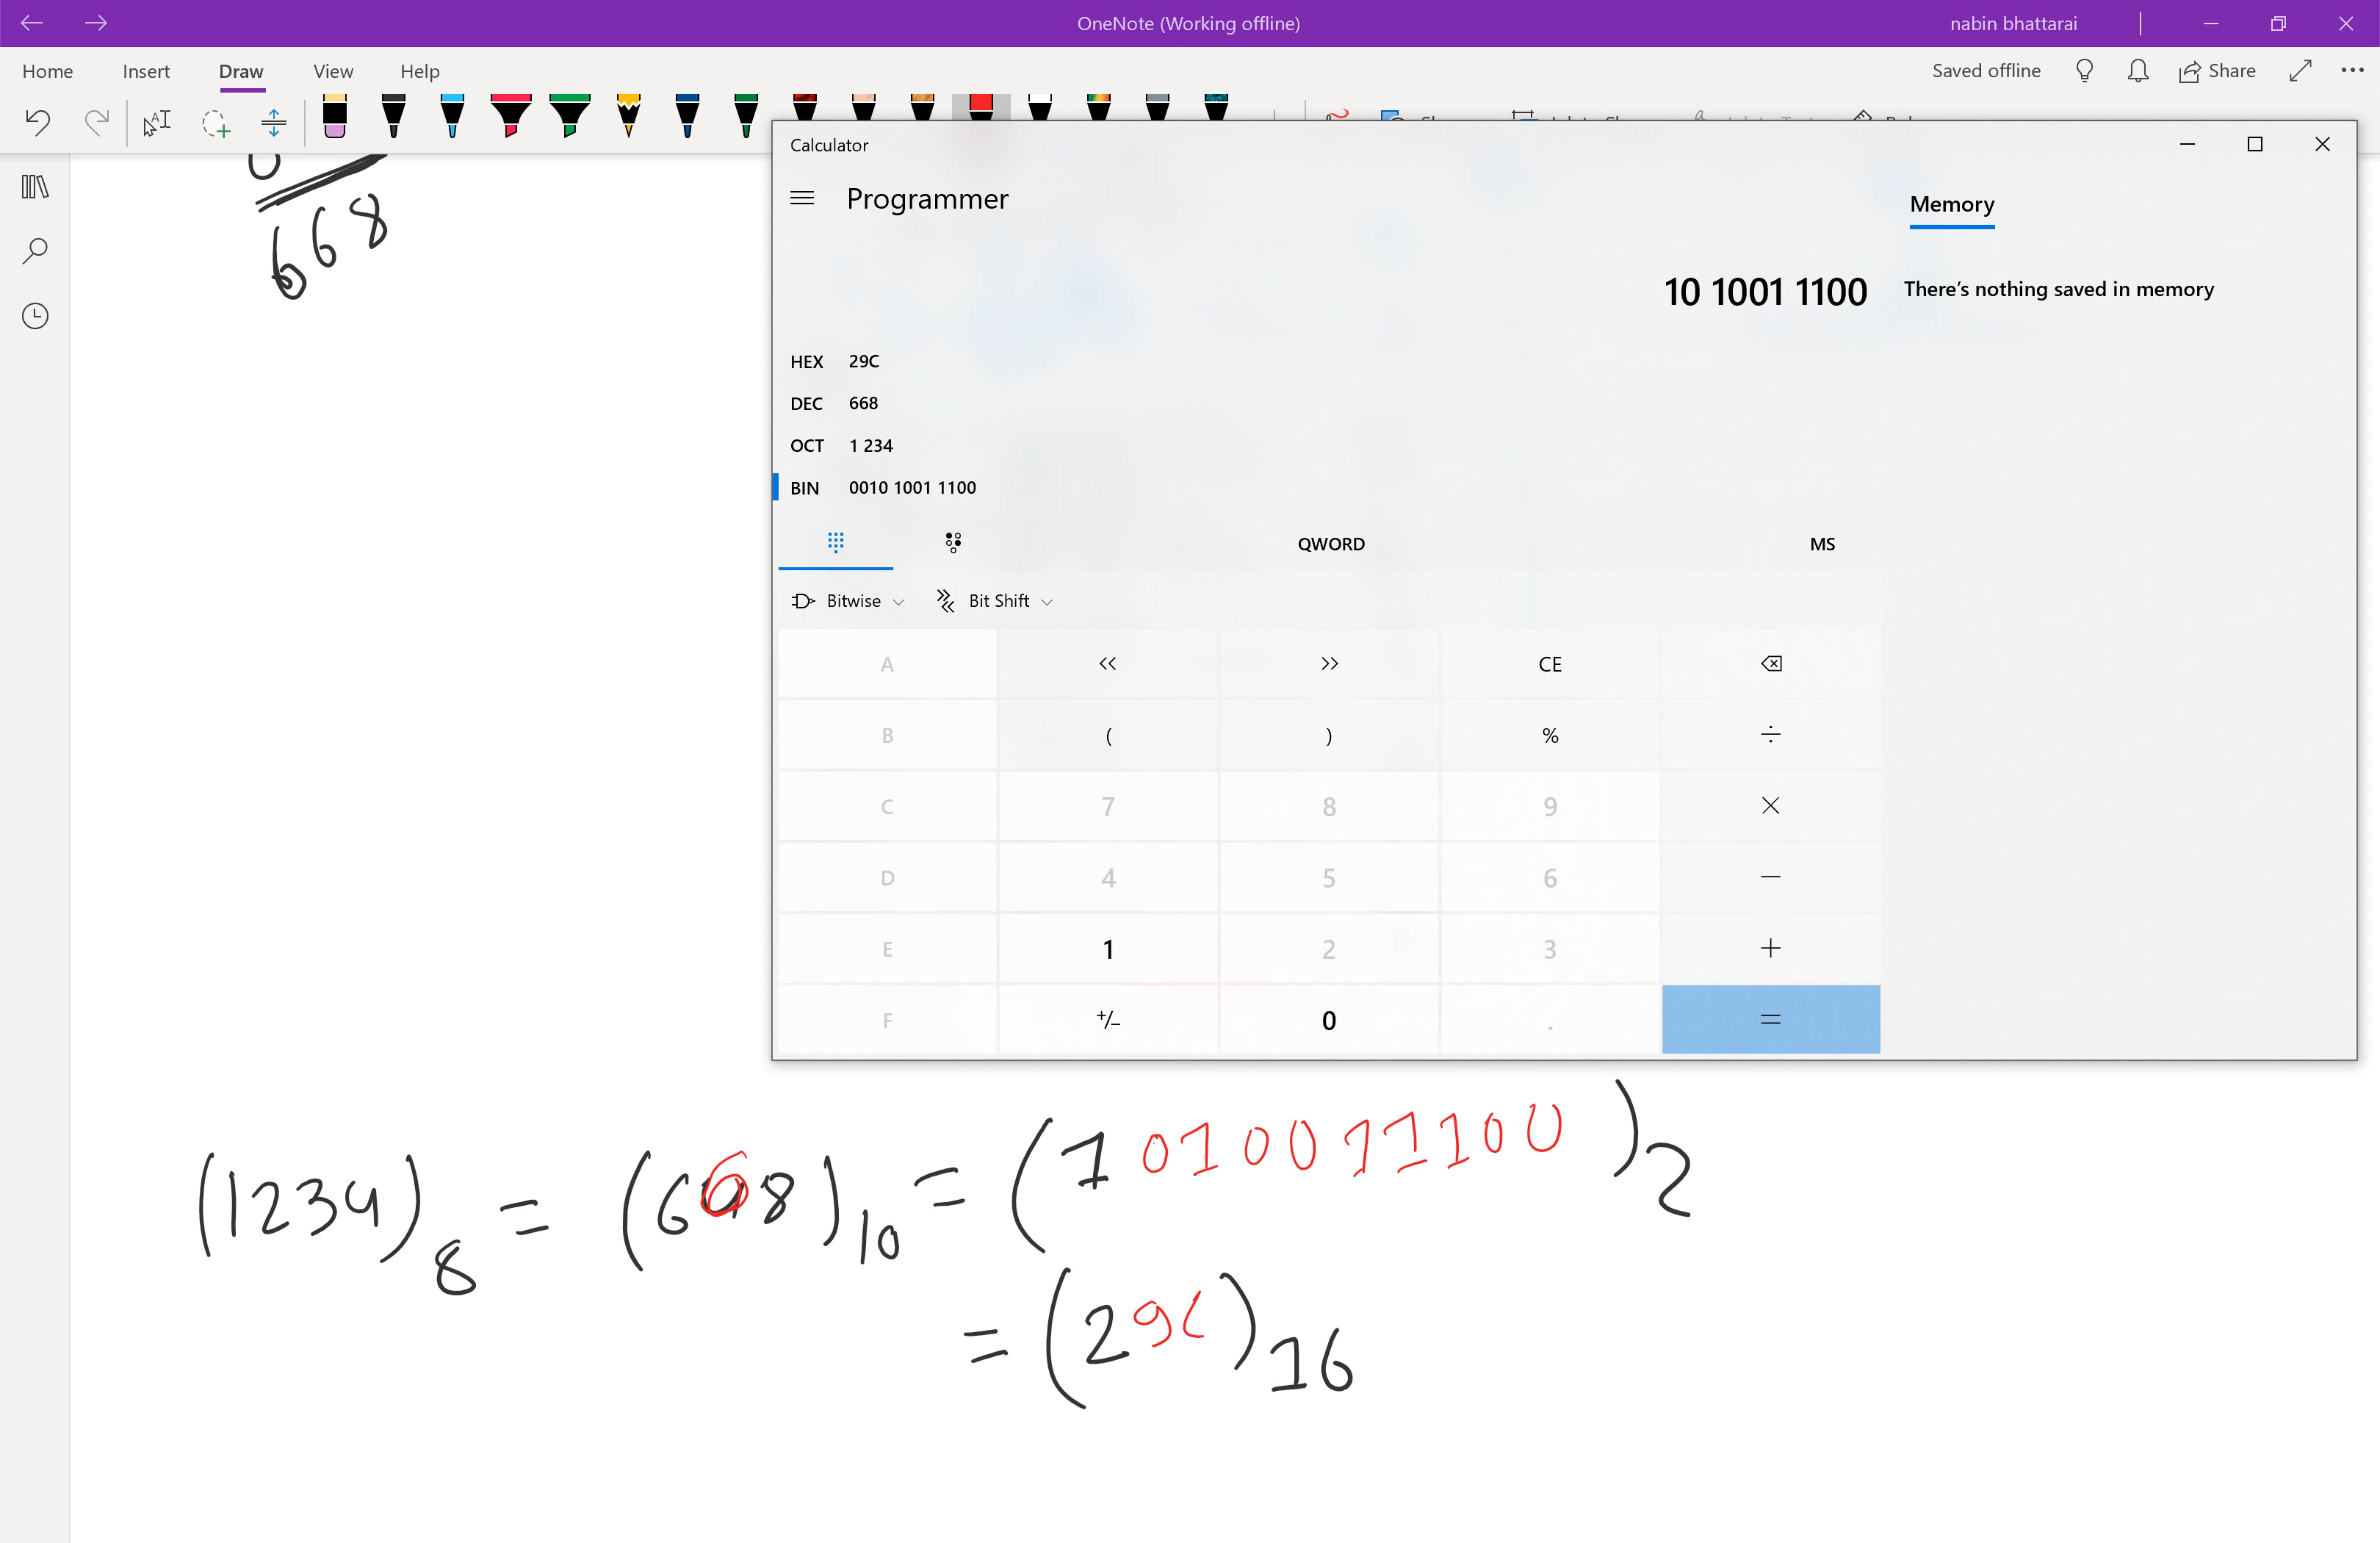 OneNote (Working offline)
nabin bhattarai
Home Insert Draw View Help
Saved offline Share
668
Calculator
Programmer
Memory
10 1001 1100
There's nothing saved in memory
HEX 29C
DEC 668
OCT 1 234
BIN 0010 1001 1100
QWORD MS
Bitwise Bit Shift
A << >> CE
B ( ) % ÷
C 7 8 9 ×
D 4 5 6 −
E 1 2 3 +
F +/− 0 . =
(1234)8 = (668)10 = (1010011100)2
= (29C)16